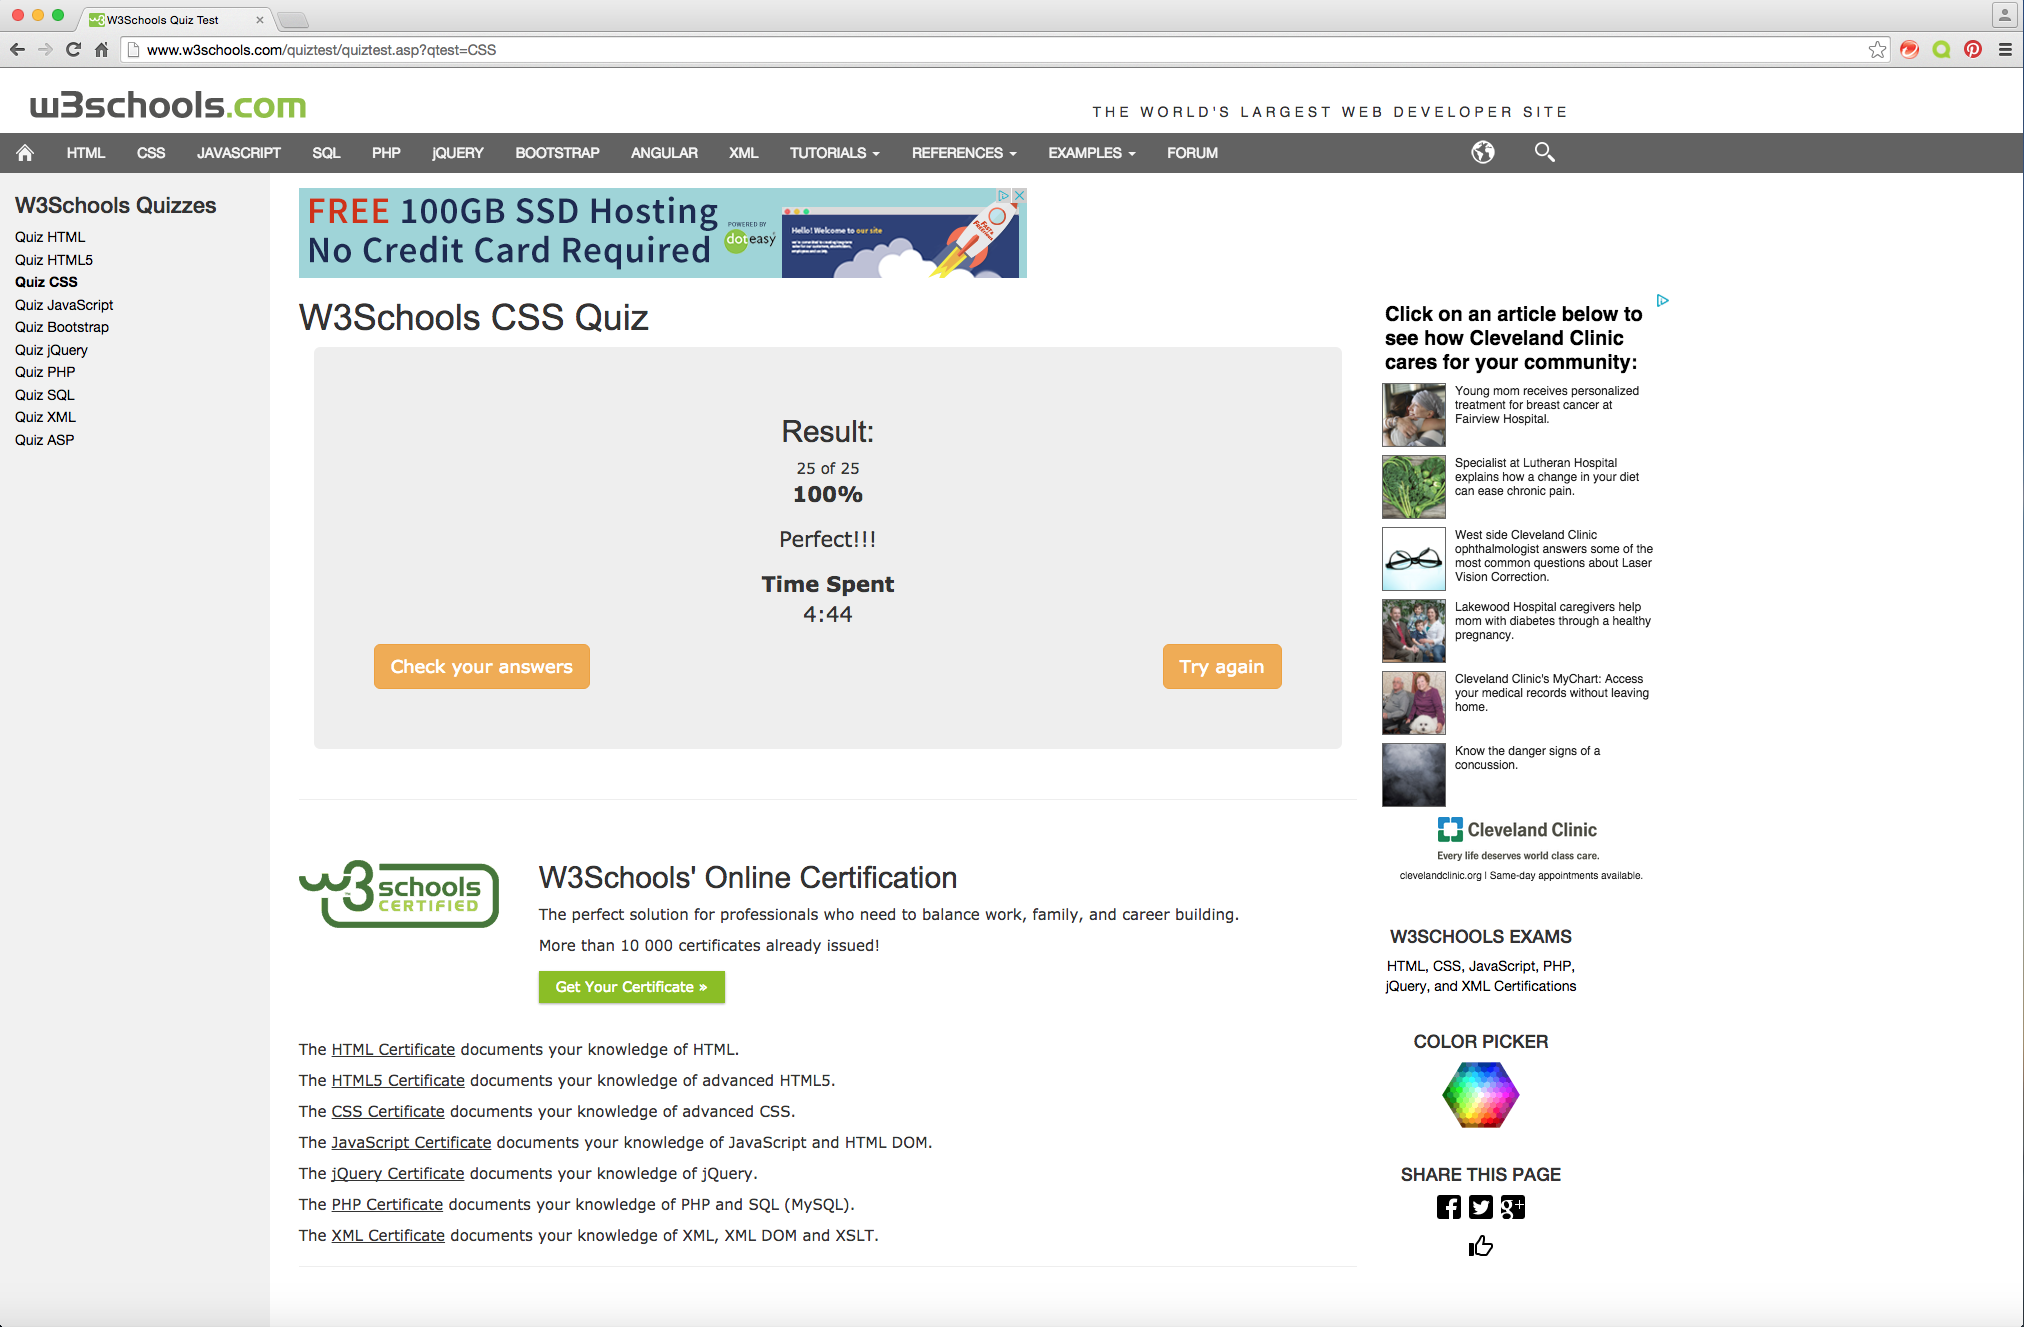 W3Schools Quiz Test
www.w3schools.com/quiztest/quiztest.asp?qtest=CSS
w3schools.com
THE WORLD'S LARGEST WEB DEVELOPER SITE
HTML CSS JAVASCRIPT SQL PHP jQUERY BOOTSTRAP ANGULAR XML TUTORIALS REFERENCES EXAMPLES FORUM
W3Schools Quizzes
Quiz HTML
Quiz HTML5
Quiz CSS
Quiz JavaScript
Quiz Bootstrap
Quiz jQuery
Quiz PHP
Quiz SQL
Quiz XML
Quiz ASP
FREE 100GB SSD Hosting
No Credit Card Required
POWERED BY
doteasy
Hello! Welcome to our site
W3Schools CSS Quiz
Result:
25 of 25
100%
Perfect!!!
Time Spent
4:44
Check your answers
Try again
w3schools
CERTIFIED
W3Schools' Online Certification
The perfect solution for professionals who need to balance work, family, and career building.
More than 10 000 certificates already issued!
Get Your Certificate »
The HTML Certificate documents your knowledge of HTML.
The HTML5 Certificate documents your knowledge of advanced HTML5.
The CSS Certificate documents your knowledge of advanced CSS.
The JavaScript Certificate documents your knowledge of JavaScript and HTML DOM.
The jQuery Certificate documents your knowledge of jQuery.
The PHP Certificate documents your knowledge of PHP and SQL (MySQL).
The XML Certificate documents your knowledge of XML, XML DOM and XSLT.
Click on an article below to
see how Cleveland Clinic
cares for your community:
Young mom receives personalized
treatment for breast cancer at
Fairview Hospital.
Specialist at Lutheran Hospital
explains how a change in your diet
can ease chronic pain.
West side Cleveland Clinic
ophthalmologist answers some of the
most common questions about Laser
Vision Correction.
Lakewood Hospital caregivers help
mom with diabetes through a healthy
pregnancy.
Cleveland Clinic's MyChart: Access
your medical records without leaving
home.
Know the danger signs of a
concussion.
Cleveland Clinic
Every life deserves world class care.
clevelandclinic.org | Same-day appointments available.
W3SCHOOLS EXAMS
HTML, CSS, JavaScript, PHP,
jQuery, and XML Certifications
COLOR PICKER
SHARE THIS PAGE